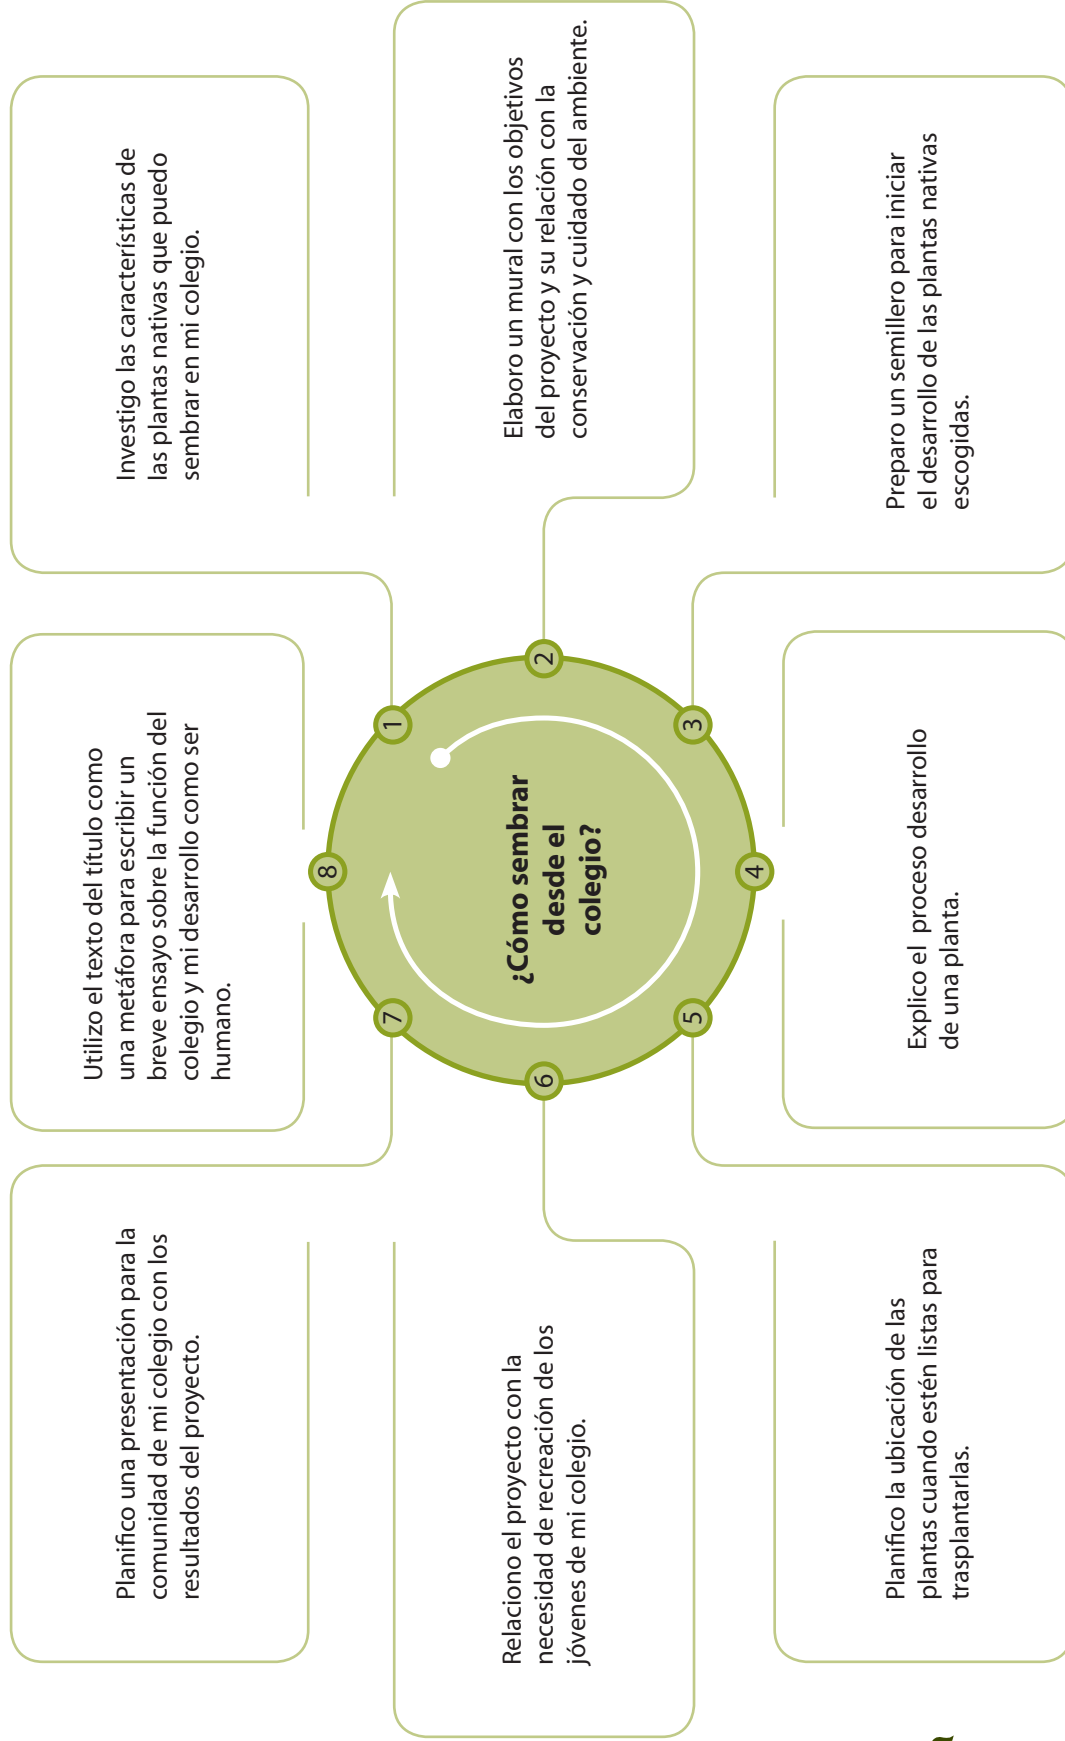 ¿Cómo sembrar
desde el
colegio?
1
Investigo las características de
las plantas nativas que puedo
sembrar en mi colegio.
2
Elaboro un mural con los objetivos
del proyecto y su relación con la
conservación y cuidado del ambiente.
3
Preparo un semillero para iniciar
el desarrollo de las plantas nativas
escogidas.
4
Explico el proceso desarrollo
de una planta.
5
Planifico la ubicación de las
plantas cuando estén listas para
trasplantarlas.
6
Relaciono el proyecto con la
necesidad de recreación de los
jóvenes de mi colegio.
7
Planifico una presentación para la
comunidad de mi colegio con los
resultados del proyecto.
8
Utilizo el texto del título como
una metáfora para escribir un
breve ensayo sobre la función del
colegio y mi desarrollo como ser
humano.